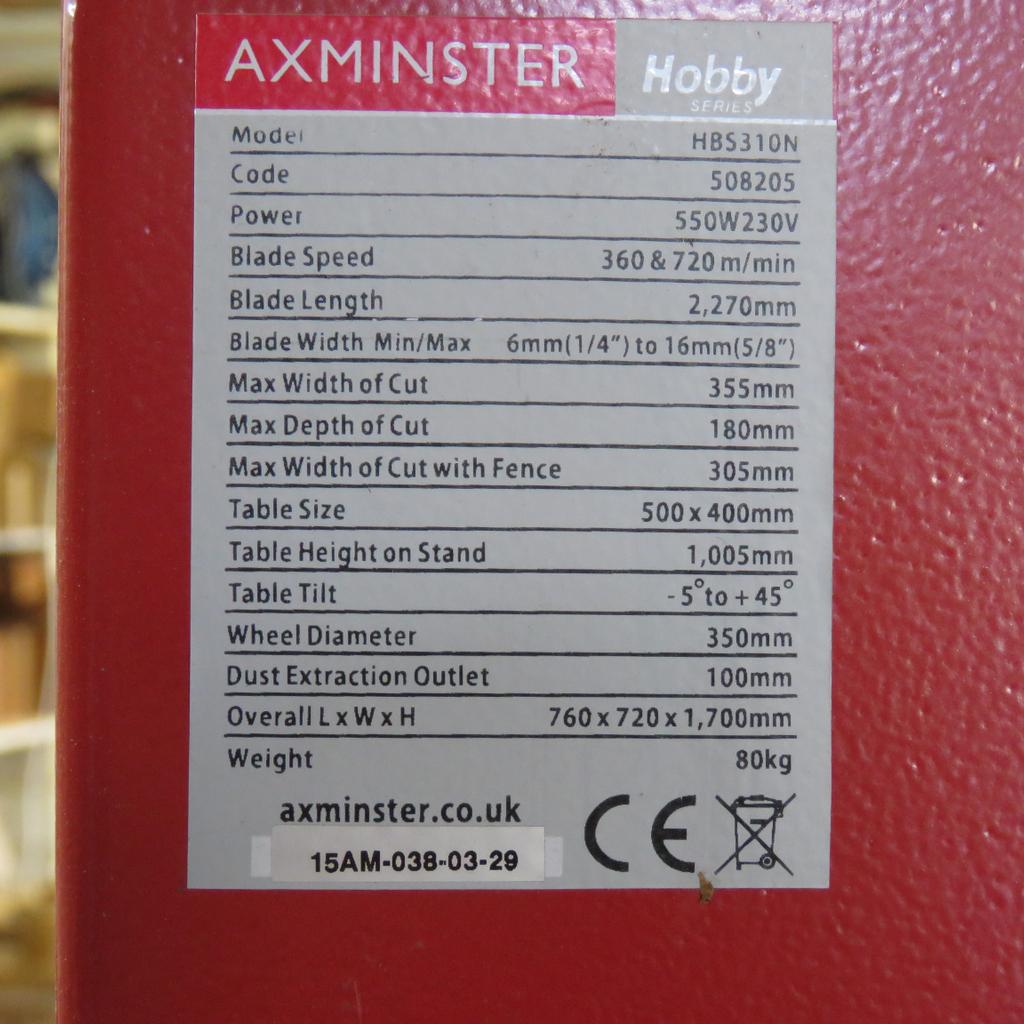 AXMINSTER Hobby
SERIES
Model HBS310N
Code 508205
Power 550W230V
Blade Speed 360 & 720 m/min
Blade Length 2,270mm
Blade Width Min/Max 6mm(1/4") to 16mm(5/8")
Max Width of Cut 355mm
Max Depth of Cut 180mm
Max Width of Cut with Fence 305mm
Table Size 500 x 400mm
Table Height on Stand 1,005mm
Table Tilt - 5° to + 45°
Wheel Diameter 350mm
Dust Extraction Outlet 100mm
Overall L x W x H 760 x 720 x 1,700mm
Weight 80kg
axminster.co.uk CE
15AM-038-03-29